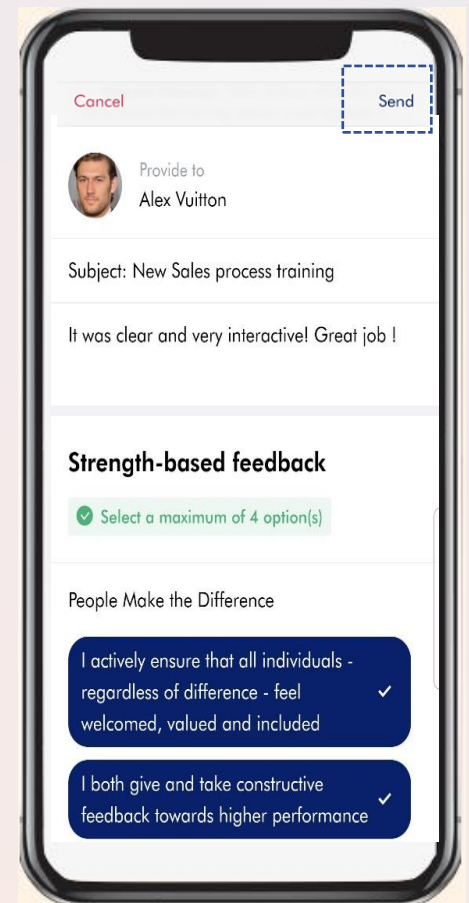 Cancel
Send
Provide to
Alex Vuitton
Subject: New Sales process training
It was clear and very interactive! Great job !
Strength-based feedback
Select a maximum of 4 option(s)
People Make the Difference
I actively ensure that all individuals -
regardless of difference - feel
welcomed, valued and included
I both give and take constructive
feedback towards higher performance